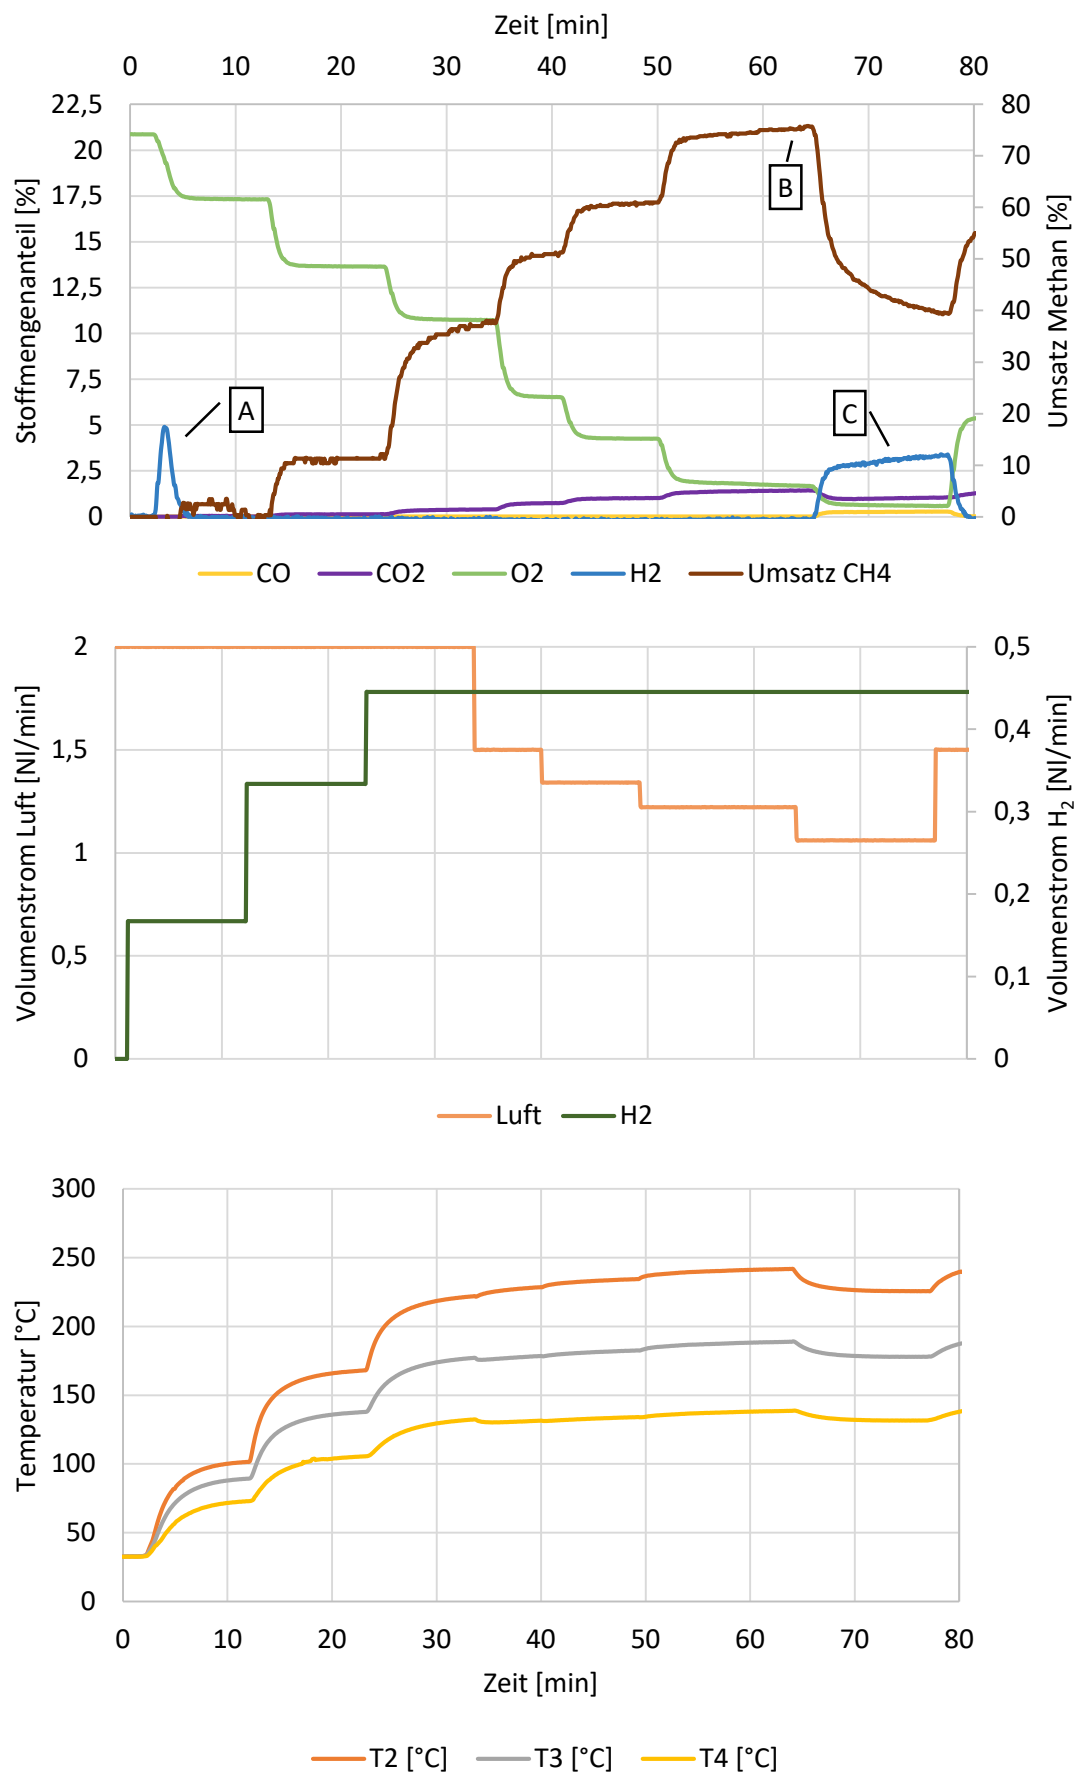 Zeit [min]
0 10 20 30 40 50 60 70 80
Stoffmengenanteil [%]
22,5
20
17,5
15
12,5
10
7,5
5
2,5
0
80
70
60
50
40
30
20
10
0
Umsatz Methan [%]
A
B
C
CO CO2 O2 H2 Umsatz CH4
Volumenstrom Luft [Nl/min]
2
1,5
1
0,5
0
0,5
0,4
0,3
0,2
0,1
0
Volumenstrom H₂ [Nl/min]
Luft H2
Temperatur [°C]
300
250
200
150
100
50
0
0 10 20 30 40 50 60 70 80
Zeit [min]
T2 [°C] T3 [°C] T4 [°C]